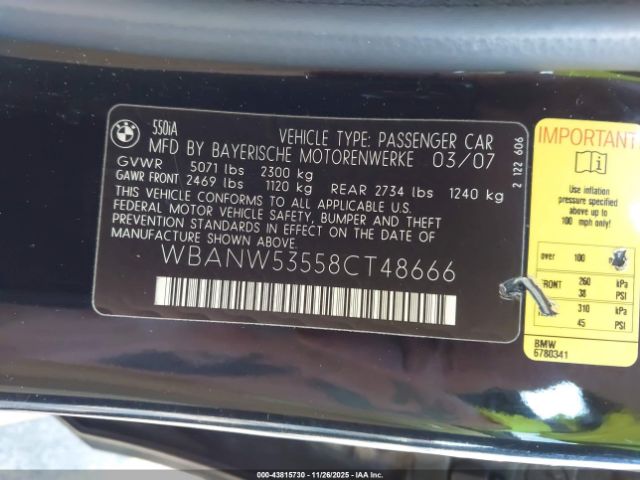 BMW
550iA
VEHICLE TYPE: PASSENGER CAR
MFD BY BAYERISCHE MOTORENWERKE 03/07
GVWR 5071 lbs 2300 kg
GAWR FRONT 2469 lbs 1120 kg REAR 2734 lbs 1240 kg
THIS VEHICLE CONFORMS TO ALL APPLICABLE U.S.
FEDERAL MOTOR VEHICLE SAFETY, BUMPER AND THEFT
PREVENTION STANDARDS IN EFFECT ON THE DATE OF
MANUFACTURE SHOWN ABOVE.
WBANW53558CT48666
2 122 606
IMPORTANT
Use inflation
pressure specified
above for up to
100 mph only!
over 100
FRONT 260 kPa
38 PSI
310 kPa
45 PSI
BMW
6780341
000-43815730 - 11/26/2025 - IAAI.com